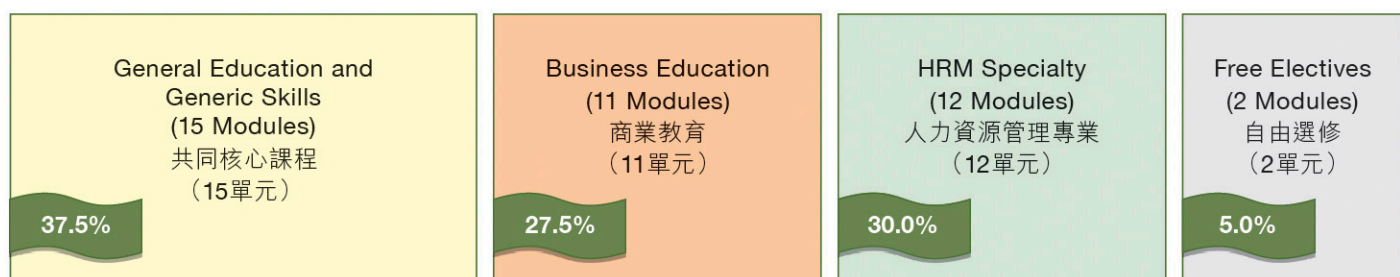 General Education and
Generic Skills
(15 Modules)
共同核心課程
（15單元）
37.5%
Business Education
(11 Modules)
商業教育
（11單元）
27.5%
HRM Specialty
(12 Modules)
人力資源管理專業
（12單元）
30.0%
Free Electives
(2 Modules)
自由選修
（2單元）
5.0%